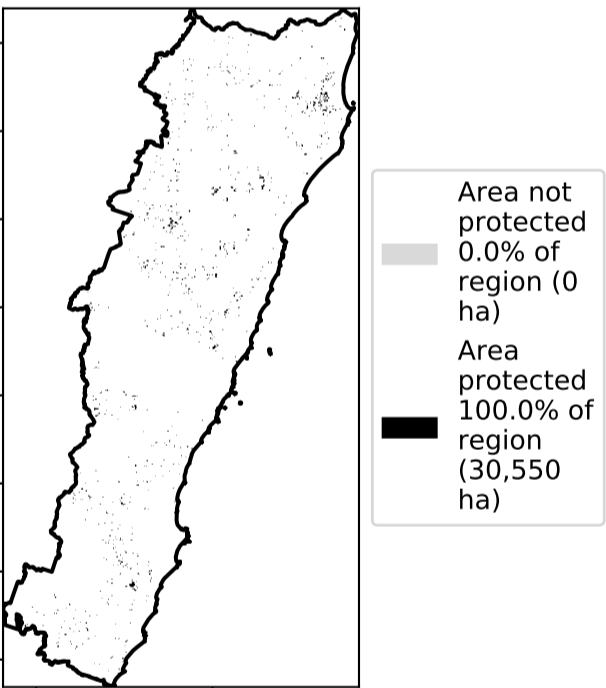 Area not
protected
0.0% of
region (0
ha)
Area
protected
100.0% of
region
(30,550
ha)